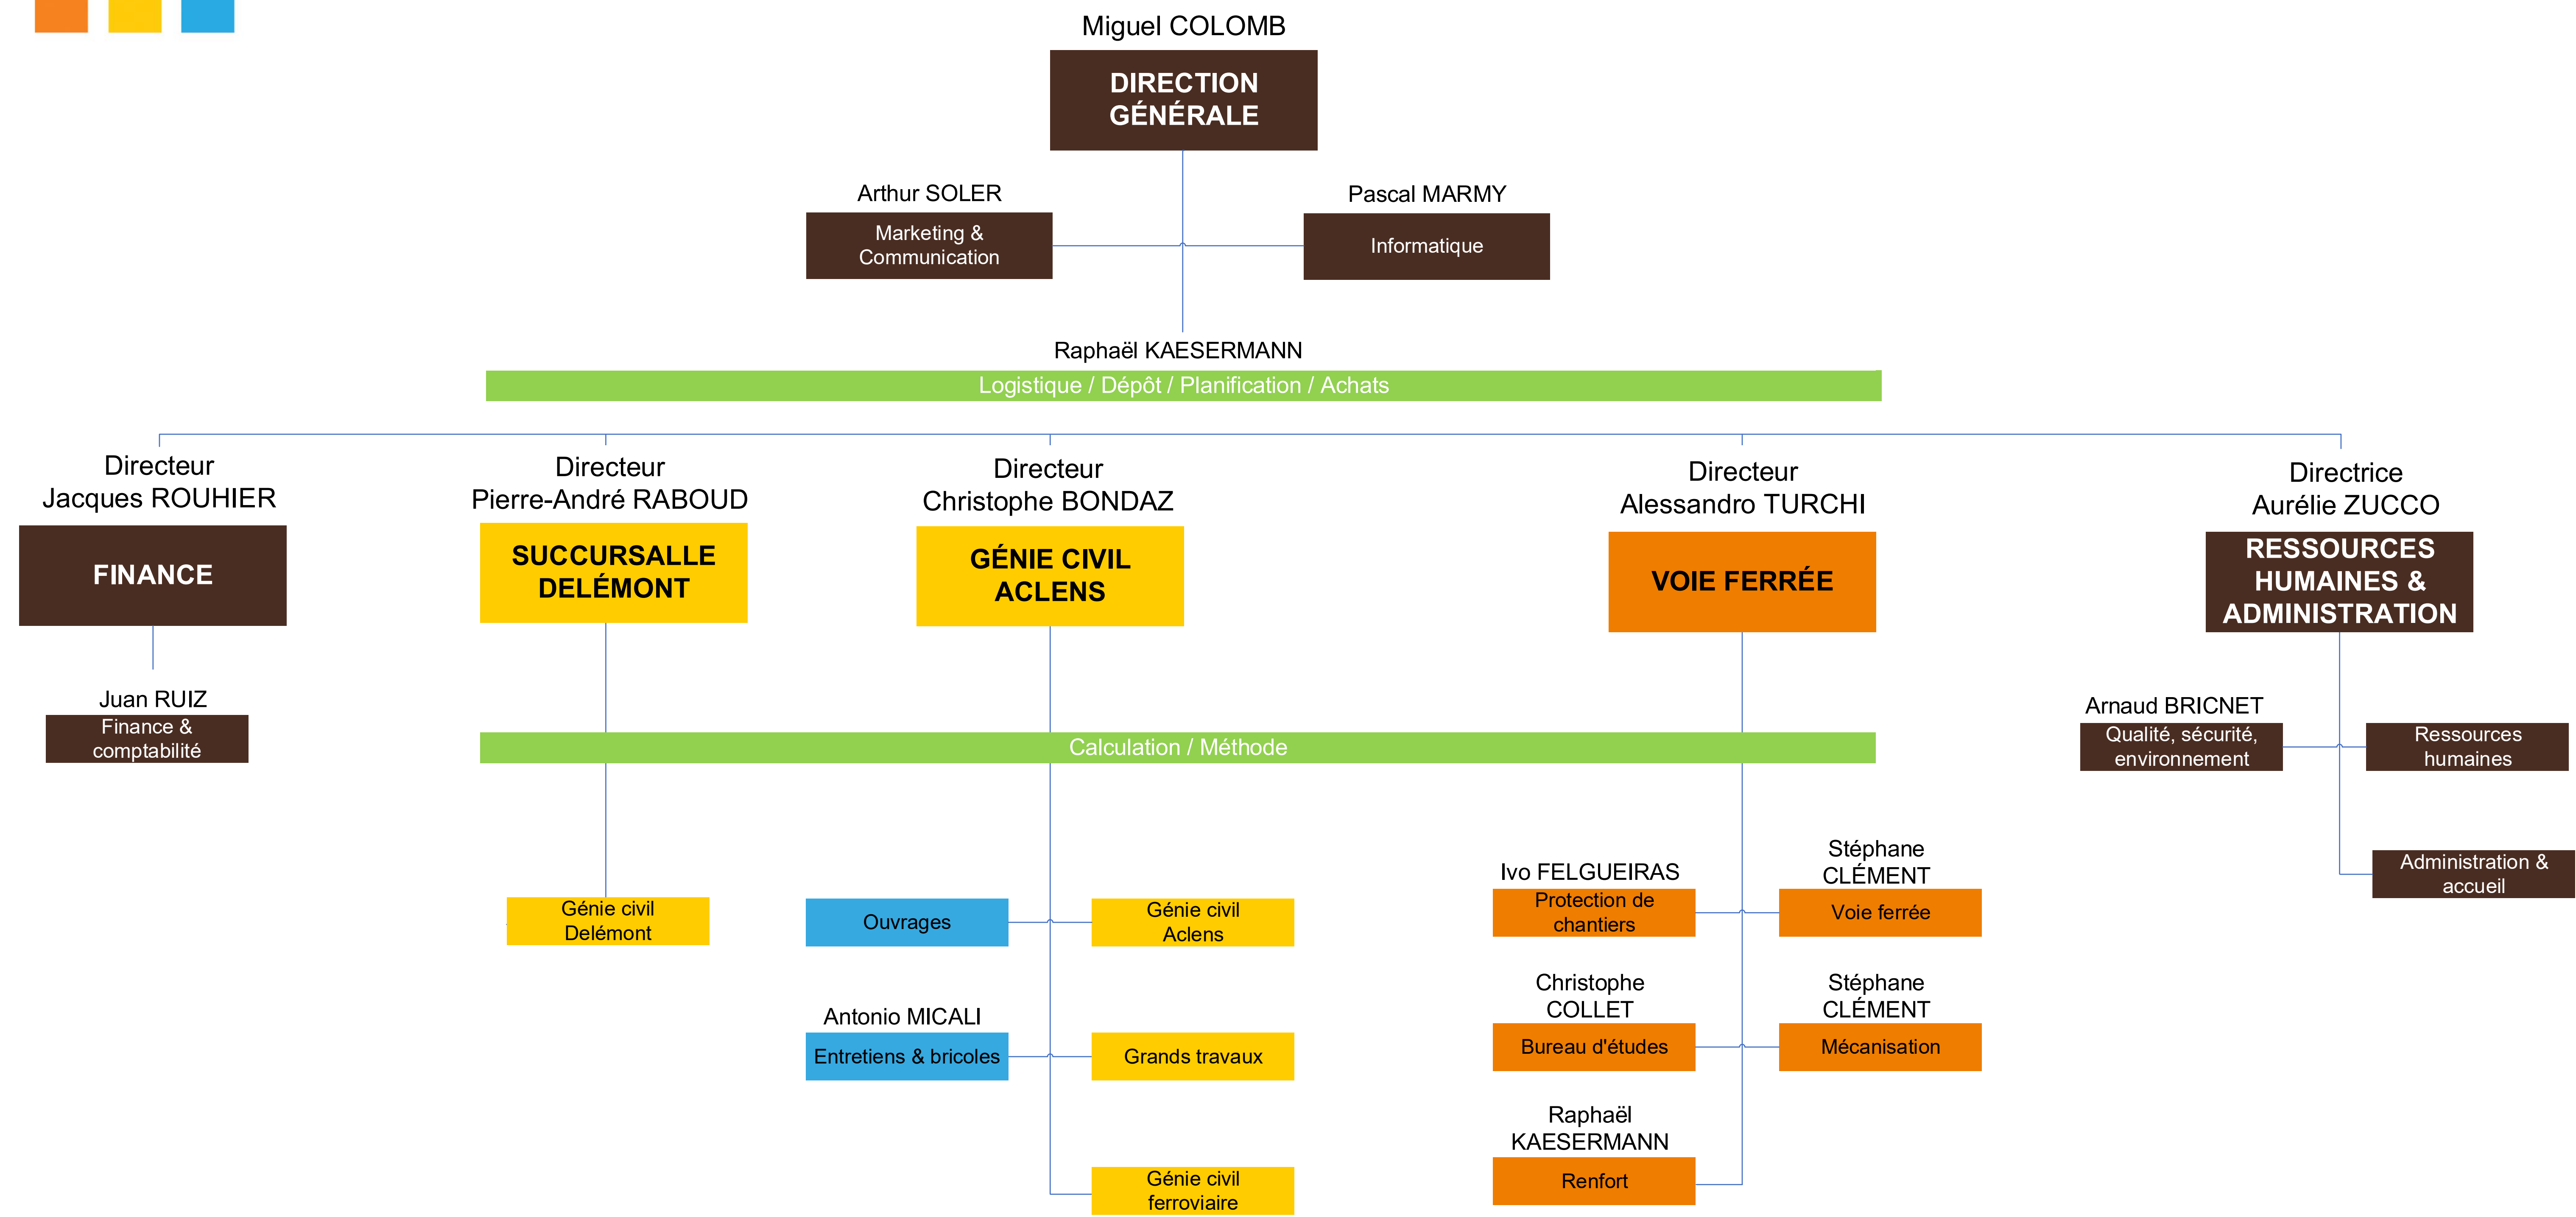 Miguel COLOMB
DIRECTION
GÉNÉRALE
Arthur SOLER
Marketing &
Communication
Pascal MARMY
Informatique
Raphaël KAESERMANN
Logistique / Dépôt / Planification / Achats
Directeur
Jacques ROUHIER
FINANCE
Directeur
Pierre-André RABOUD
SUCCURSALLE
DELÉMONT
Directeur
Christophe BONDAZ
GÉNIE CIVIL
ACLENS
Directeur
Alessandro TURCHI
VOIE FERRÉE
Directrice
Aurélie ZUCCO
RESSOURCES
HUMAINES &
ADMINISTRATION
Juan RUIZ
Finance &
comptabilité
Calculation / Méthode
Arnaud BRICNET
Qualité, sécurité,
environnement
Ressources
humaines
Administration &
accueil
Génie civil
Delémont
Ouvrages
Génie civil
Aclens
Antonio MICALI
Entretiens & bricoles
Grands travaux
Génie civil
ferroviaire
Ivo FELGUEIRAS
Protection de
chantiers
Stéphane
CLÉMENT
Voie ferrée
Christophe
COLLET
Bureau d'études
Stéphane
CLÉMENT
Mécanisation
Raphaël
KAESERMANN
Renfort